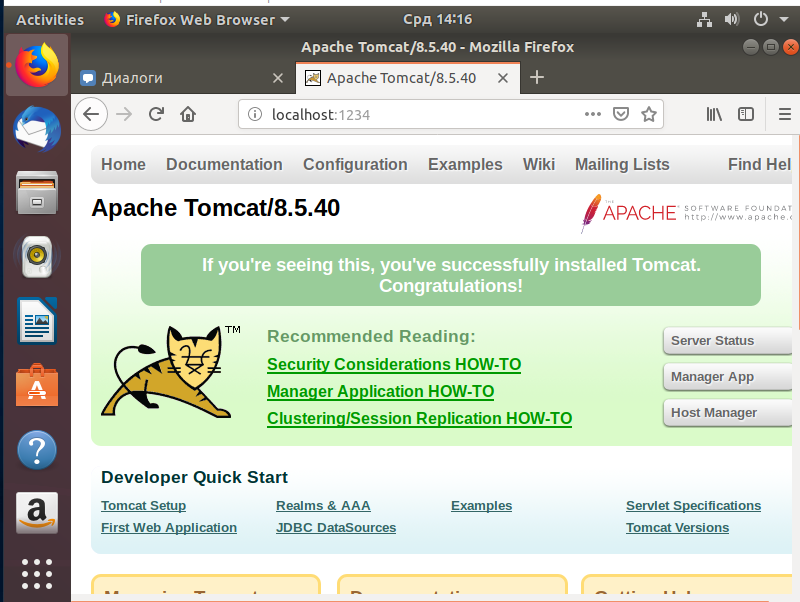 Activities Firefox Web Browser Срд 14:16
Apache Tomcat/8.5.40 - Mozilla Firefox
Диалоги Apache Tomcat/8.5.40
localhost:1234
Home Documentation Configuration Examples Wiki Mailing Lists Find Hel
Apache Tomcat/8.5.40
THE
APACHE® SOFTWARE FOUNDAT
http://www.apache.o
If you're seeing this, you've successfully installed Tomcat.
Congratulations!
TM
Recommended Reading:
Security Considerations HOW-TO
Manager Application HOW-TO
Clustering/Session Replication HOW-TO
Server Status
Manager App
Host Manager
Developer Quick Start
Tomcat Setup Realms & AAA Examples Servlet Specifications
First Web Application JDBC DataSources Tomcat Versions